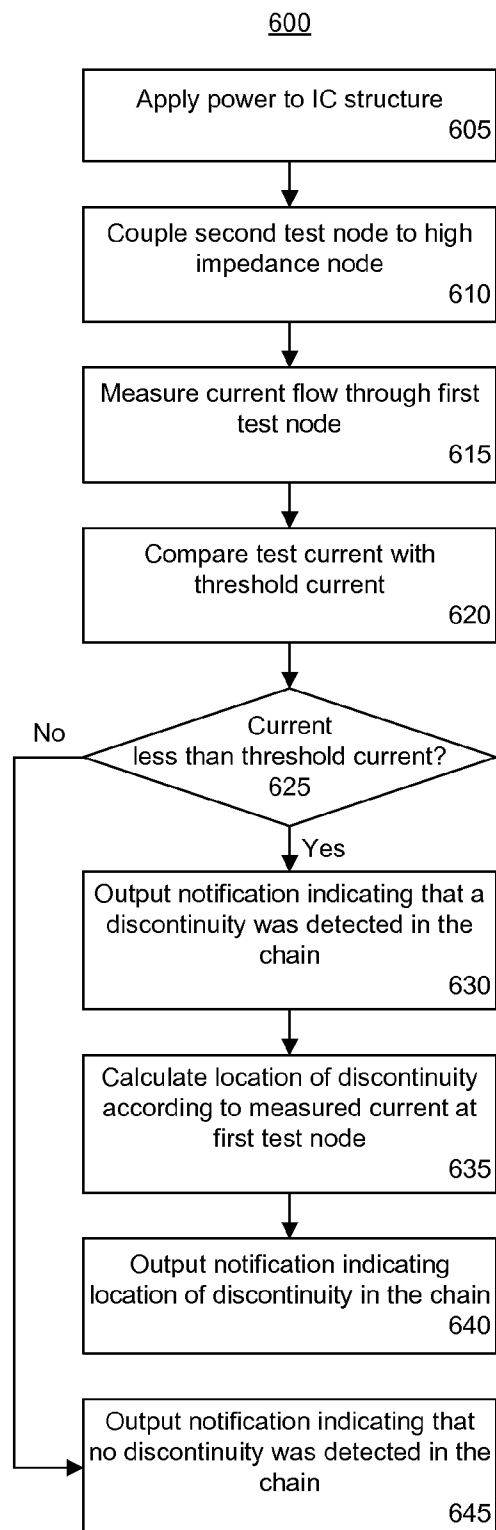 600
Apply power to IC structure
605
Couple second test node to high
impedance node
610
Measure current flow through first
test node
615
Compare test current with
threshold current
620
Current
less than threshold current?
625
No
Yes
Output notification indicating that a
discontinuity was detected in the
chain
630
Calculate location of discontinuity
according to measured current at
first test node
635
Output notification indicating
location of discontinuity in the chain
640
Output notification indicating that
no discontinuity was detected in the
chain
645